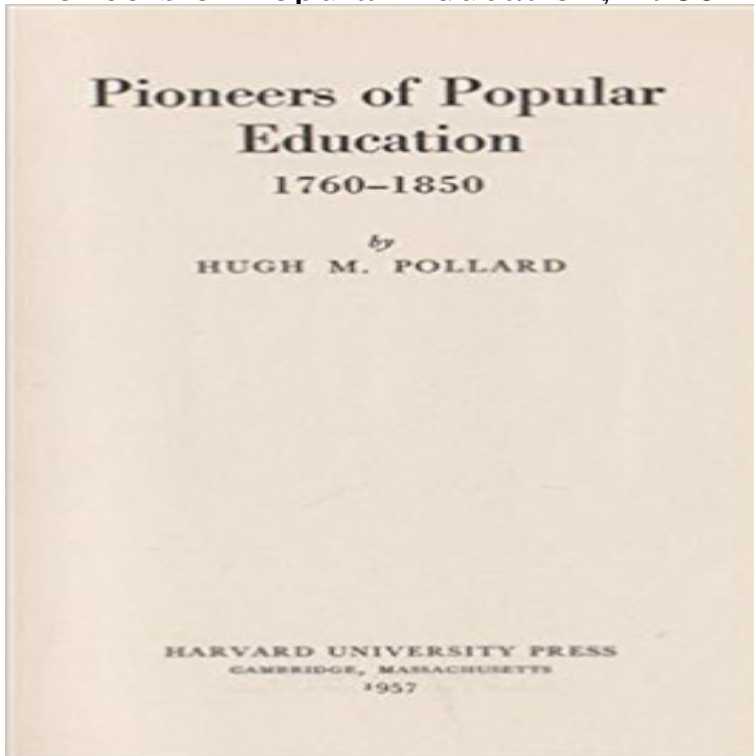 Pioneers of Popular
Education
1760–1850
by
HUGH M. POLLARD
HARVARD UNIVERSITY PRESS
CAMBRIDGE, MASSACHUSETTS
1957